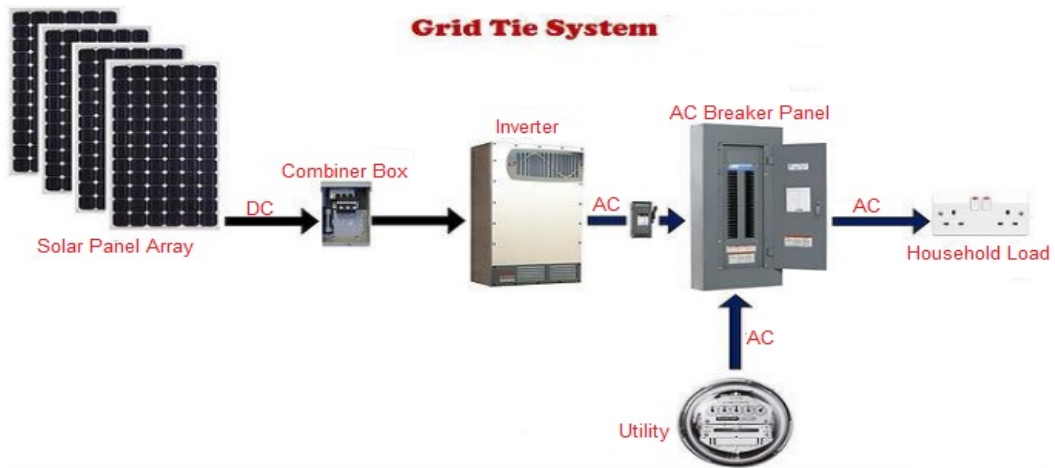 Grid Tie System
AC Breaker Panel
Inverter
Combiner Box
DC
AC
AC
Solar Panel Array
Household Load
AC
Utility